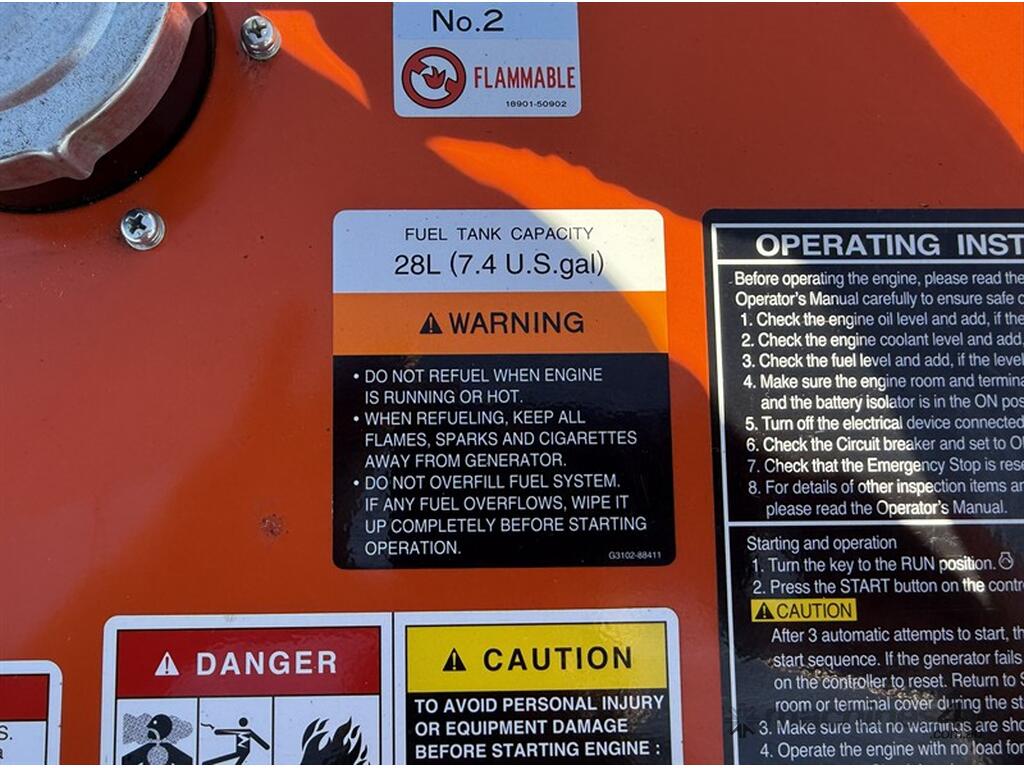 No.2
FLAMMABLE
18901-50902
FUEL TANK CAPACITY
28L (7.4 U.S.gal)
WARNING
• DO NOT REFUEL WHEN ENGINE
IS RUNNING OR HOT.
• WHEN REFUELING, KEEP ALL
FLAMES, SPARKS AND CIGARETTES
AWAY FROM GENERATOR.
• DO NOT OVERFILL FUEL SYSTEM.
IF ANY FUEL OVERFLOWS, WIPE IT
UP COMPLETELY BEFORE STARTING
OPERATION.
G3102-88411
OPERATING INST
Before operating the engine, please read the
Operator's Manual carefully to ensure safe o
1. Check the engine oil level and add, if the
2. Check the engine coolant level and add,
3. Check the fuel level and add, if the level
4. Make sure the engine room and termina
and the battery isolator is in the ON pos
5. Turn off the electrical device connected
6. Check the Circuit breaker and set to O
7. Check that the Emergency Stop is rese
8. For details of other inspection items an
please read the Operator's Manual.
Starting and operation
1. Turn the key to the RUN position.
2. Press the START button on the contr
CAUTION
After 3 automatic attempts to start, th
start sequence. If the generator fails
on the controller to reset. Return to S
room or terminal cover during the st
3. Make sure that no warnings are sho
4. Operate the engine with no load for
DANGER
CAUTION
TO AVOID PERSONAL INJURY
OR EQUIPMENT DAMAGE
BEFORE STARTING ENGINE :
S.
a